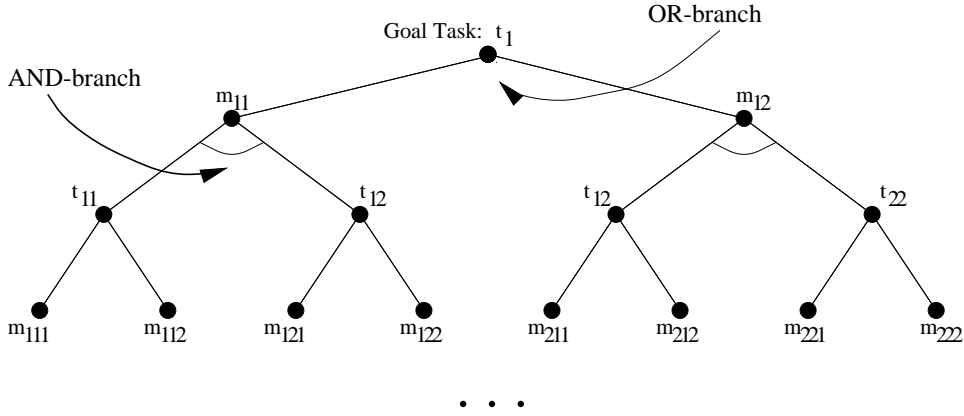 OR-branch
Goal Task: t1
AND-branch
m11 m12
t11 t12 t12 t22
m111 m112 m121 m122 m211 m212 m221 m222
. . .